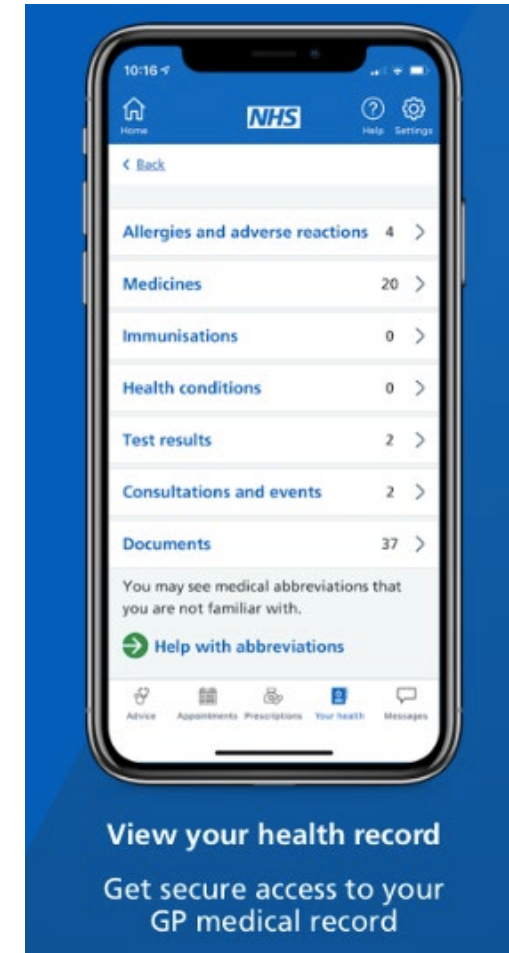 10:16
Home
NHS
Help
Settings
< Back
Allergies and adverse reactions 4 >
Medicines 20 >
Immunisations 0 >
Health conditions 0 >
Test results 2 >
Consultations and events 2 >
Documents 37 >
You may see medical abbreviations that
you are not familiar with.
Help with abbreviations
Advice Appointments Prescriptions Your health Messages
View your health record
Get secure access to your
GP medical record